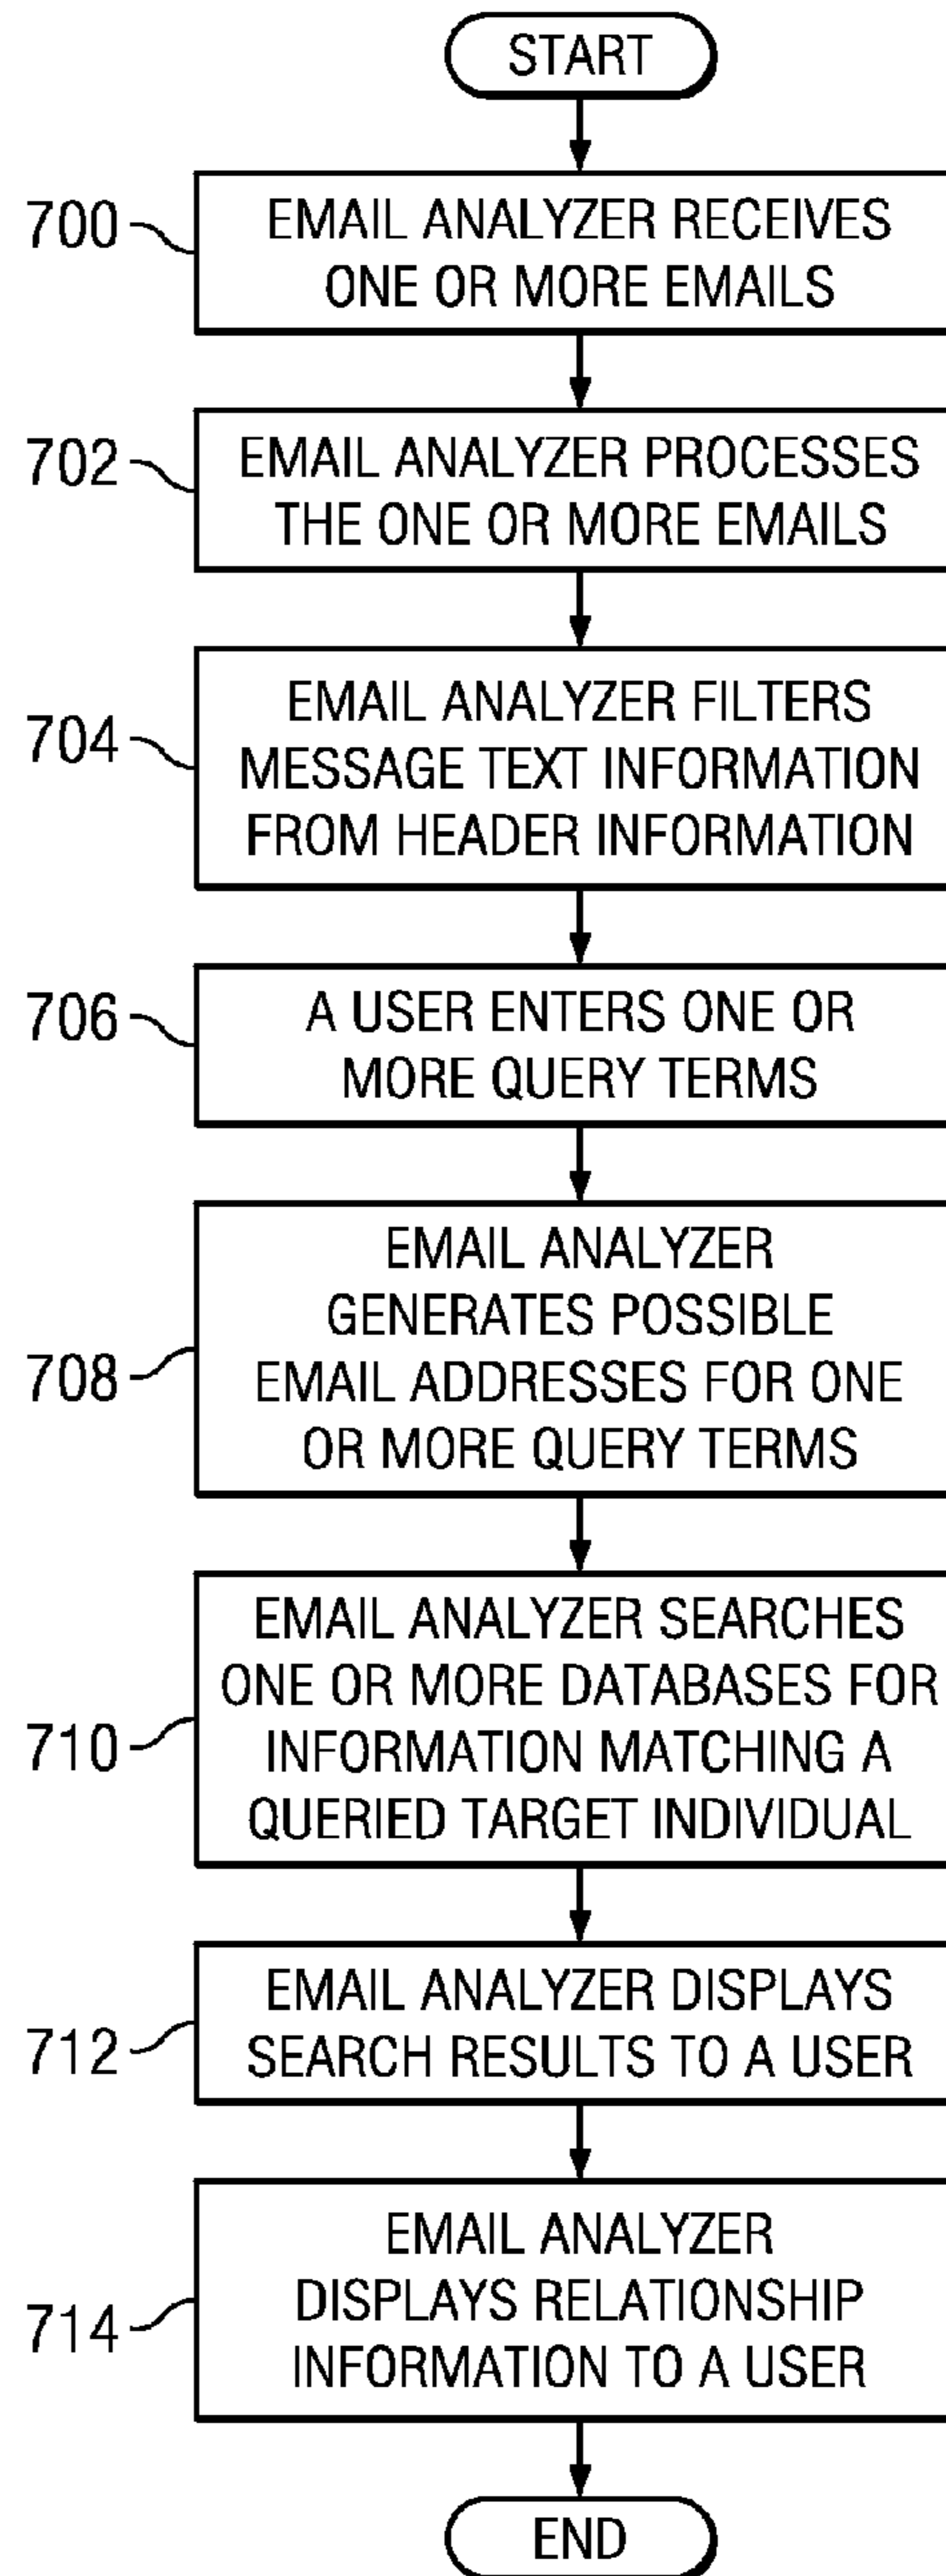 START
700
EMAIL ANALYZER RECEIVES
ONE OR MORE EMAILS
702
EMAIL ANALYZER PROCESSES
THE ONE OR MORE EMAILS
704
EMAIL ANALYZER FILTERS
MESSAGE TEXT INFORMATION
FROM HEADER INFORMATION
706
A USER ENTERS ONE OR
MORE QUERY TERMS
708
EMAIL ANALYZER
GENERATES POSSIBLE
EMAIL ADDRESSES FOR ONE
OR MORE QUERY TERMS
710
EMAIL ANALYZER SEARCHES
ONE OR MORE DATABASES FOR
INFORMATION MATCHING A
QUERIED TARGET INDIVIDUAL
712
EMAIL ANALYZER DISPLAYS
SEARCH RESULTS TO A USER
714
EMAIL ANALYZER
DISPLAYS RELATIONSHIP
INFORMATION TO A USER
END